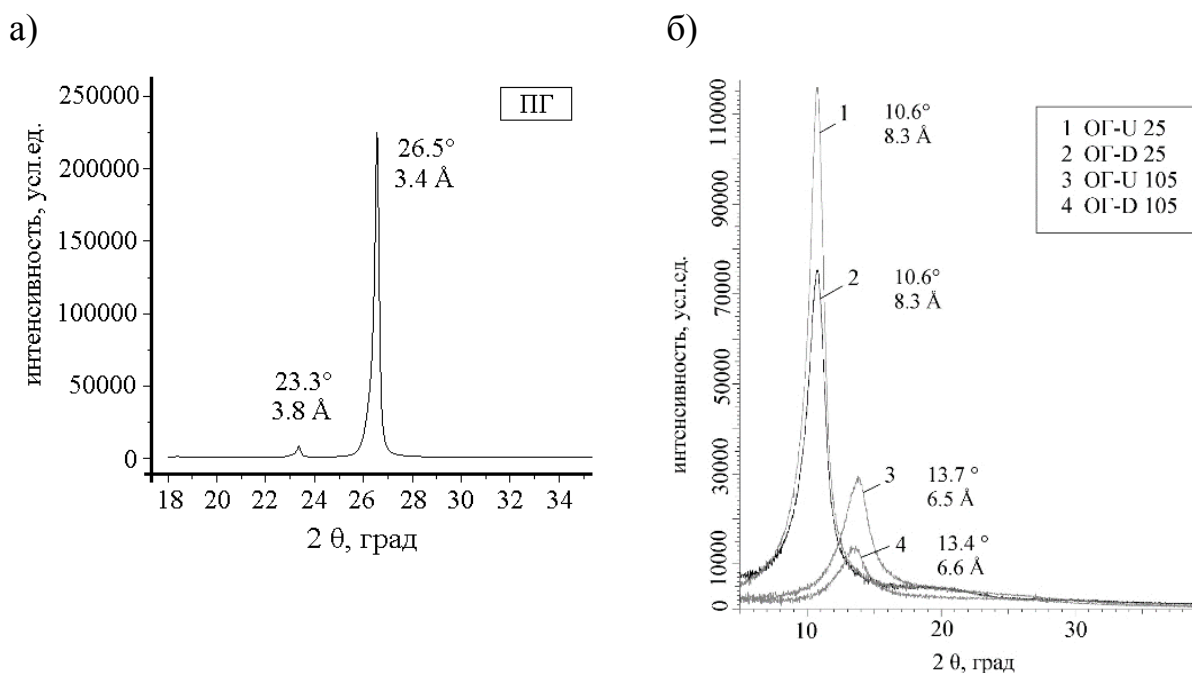 а)
б)
интенсивность, усл.ед.
250000
200000
150000
100000
50000
0
ПГ
26.5°
3.4 Å
23.3°
3.8 Å
18 20 22 24 26 28 30 32 34
2 θ, град
интенсивность, усл.ед.
110000
90000
70000
50000
30000
10000
0
1
10.6°
8.3 Å
2
10.6°
8.3 Å
3
13.7 °
6.5 Å
4
13.4 °
6.6 Å
1 ОГ-U 25
2 ОГ-D 25
3 ОГ-U 105
4 ОГ-D 105
10 20 30
2 θ, град